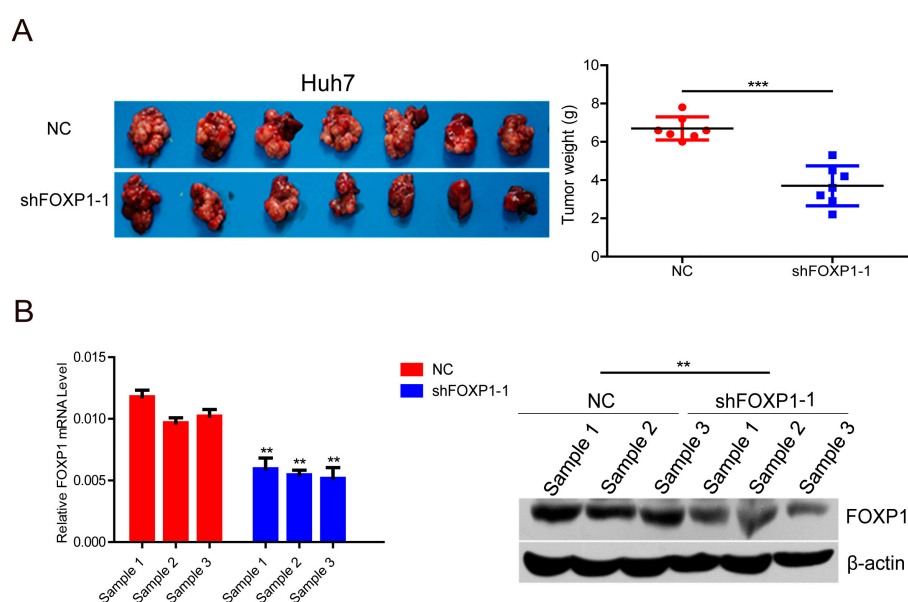 A
Huh7
NC
shFOXP1-1
Tumor weight (g)
10
8
6
4
2
0
***
NC
shFOXP1-1
B
Relative FOXP1 mRNA Level
0.015
0.010
0.005
0.000
**
**
**
Sample 1
Sample 2
Sample 3
Sample 1
Sample 2
Sample 3
NC
shFOXP1-1
**
NC
shFOXP1-1
Sample 1
Sample 2
Sample 3
Sample 1
Sample 2
Sample 3
FOXP1
β-actin